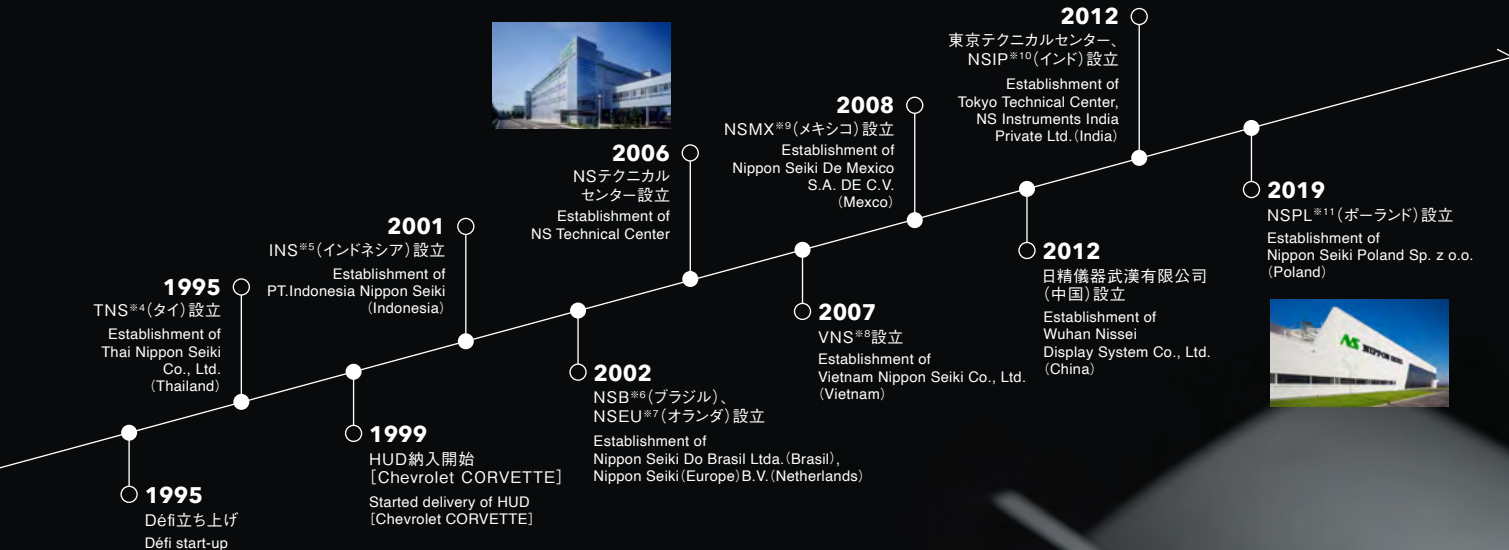 1995
Défi立ち上げ
Défi start-up
1995
TNS※4(タイ)設立
Establishment of
Thai Nippon Seiki
Co., Ltd.
(Thailand)
1999
HUD納入開始
[Chevrolet CORVETTE]
Started delivery of HUD
[Chevrolet CORVETTE]
2001
INS※5(インドネシア)設立
Establishment of
PT.Indonesia Nippon Seiki
(Indonesia)
2002
NSB※6(ブラジル)、
NSEU※7(オランダ)設立
Establishment of
Nippon Seiki Do Brasil Ltda.(Brasil),
Nippon Seiki(Europe)B.V.(Netherlands)
2006
NSテクニカル
センター設立
Establishment of
NS Technical Center
2007
VNS※8設立
Establishment of
Vietnam Nippon Seiki Co., Ltd.
(Vietnam)
2008
NSMX※9(メキシコ)設立
Establishment of
Nippon Seiki De Mexico
S.A. DE C.V.
(Mexco)
2012
日精儀器武漢有限公司
(中国)設立
Establishment of
Wuhan Nissei
Display System Co., Ltd.
(China)
2012
東京テクニカルセンター、
NSIP※10(インド)設立
Establishment of
Tokyo Technical Center,
NS Instruments India
Private Ltd.(India)
2019
NSPL※11(ポーランド)設立
Establishment of
Nippon Seiki Poland Sp. z o.o.
(Poland)
NS NIPPON SEIKI